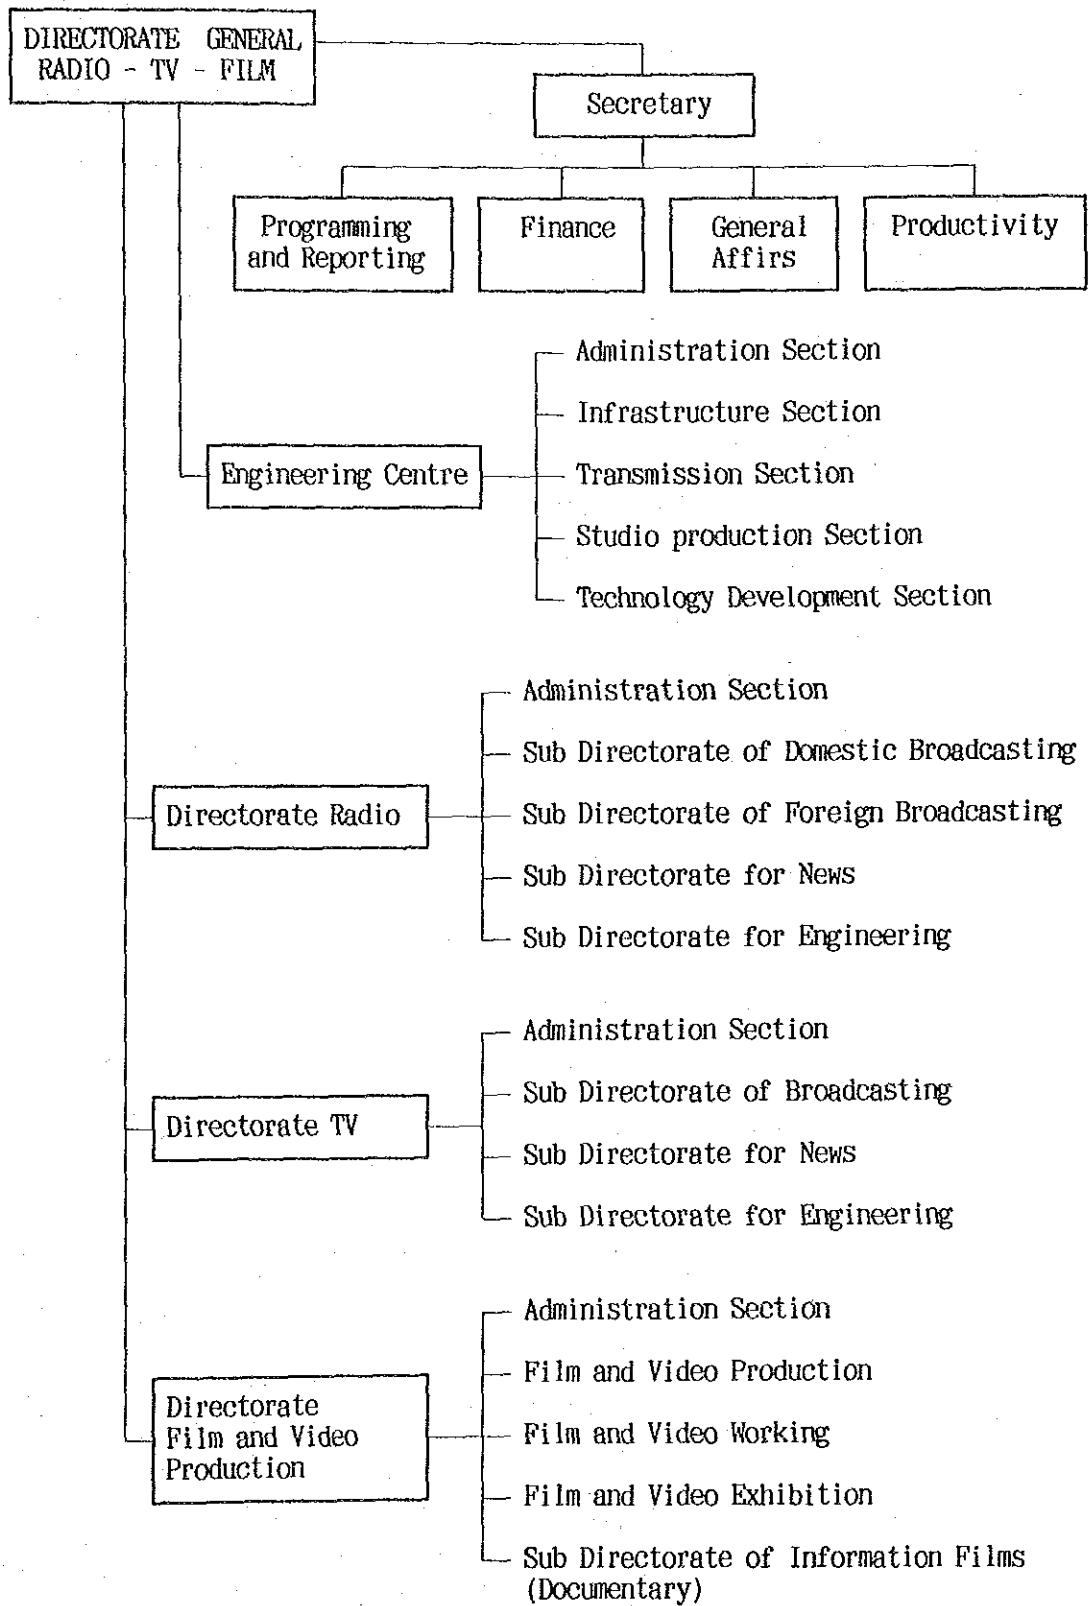 DIRECTORATE GENERAL
RADIO - TV - FILM
Secretary
Programming
and Reporting
Finance
General
Affirs
Productivity
Administration Section
Infrastructure Section
Engineering Centre
Transmission Section
Studio production Section
Technology Development Section
Administration Section
Sub Directorate of Domestic Broadcasting
Directorate Radio
Sub Directorate of Foreign Broadcasting
Sub Directorate for News
Sub Directorate for Engineering
Administration Section
Sub Directorate of Broadcasting
Directorate TV
Sub Directorate for News
Sub Directorate for Engineering
Administration Section
Film and Video Production
Directorate
Film and Video
Production
Film and Video Working
Film and Video Exhibition
Sub Directorate of Information Films
(Documentary)